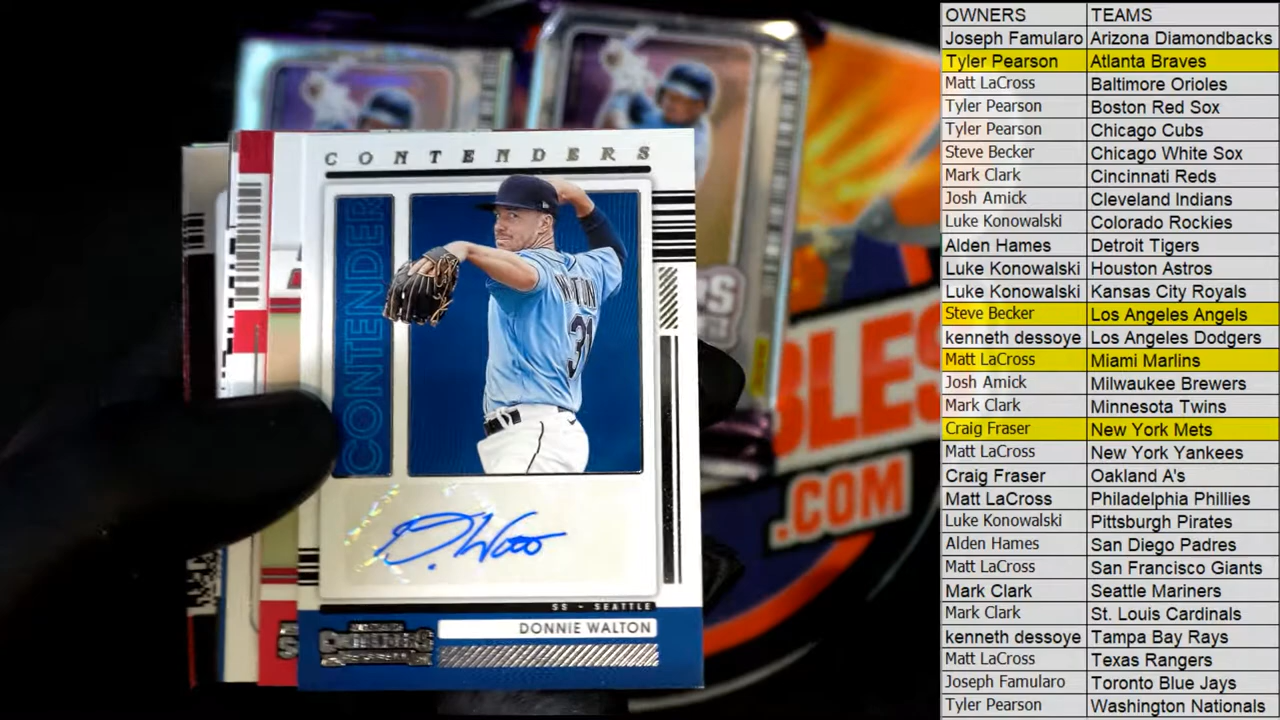 CONTENDERS
CONTENDER
WALTON
31
SS - SEATTLE
DONNIE WALTON
CONTENDERS
BLES
.COM
OWNERS TEAMS
Joseph Famularo Arizona Diamondbacks
Tyler Pearson Atlanta Braves
Matt LaCross Baltimore Orioles
Tyler Pearson Boston Red Sox
Tyler Pearson Chicago Cubs
Steve Becker Chicago White Sox
Mark Clark Cincinnati Reds
Josh Amick Cleveland Indians
Luke Konowalski Colorado Rockies
Alden Hames Detroit Tigers
Luke Konowalski Houston Astros
Luke Konowalski Kansas City Royals
Steve Becker Los Angeles Angels
kenneth dessoye Los Angeles Dodgers
Matt LaCross Miami Marlins
Josh Amick Milwaukee Brewers
Mark Clark Minnesota Twins
Craig Fraser New York Mets
Matt LaCross New York Yankees
Craig Fraser Oakland A's
Matt LaCross Philadelphia Phillies
Luke Konowalski Pittsburgh Pirates
Alden Hames San Diego Padres
Matt LaCross San Francisco Giants
Mark Clark Seattle Mariners
Mark Clark St. Louis Cardinals
kenneth dessoye Tampa Bay Rays
Matt LaCross Texas Rangers
Joseph Famularo Toronto Blue Jays
Tyler Pearson Washington Nationals